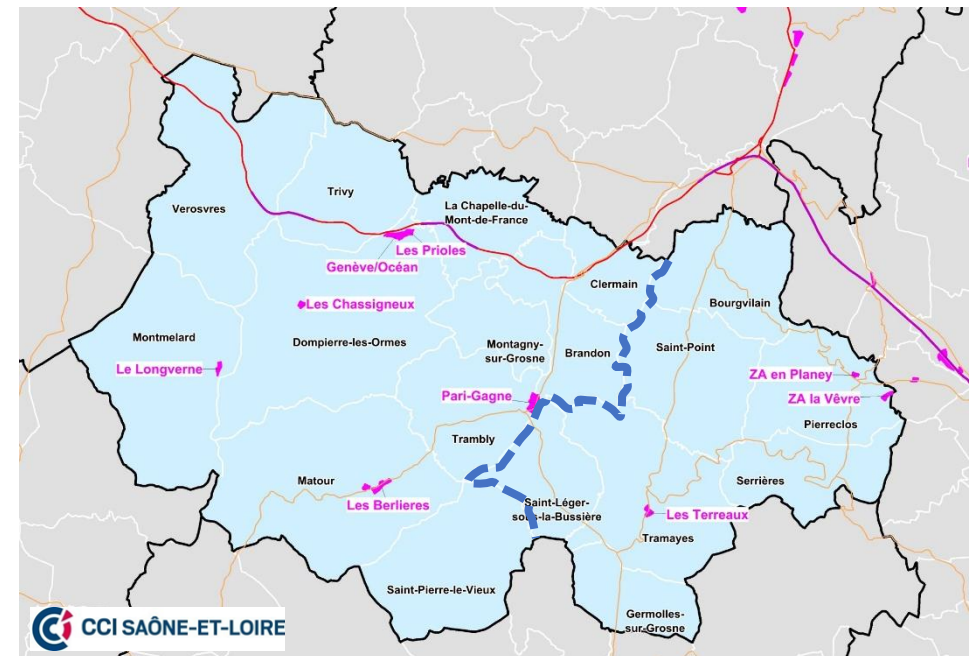 Verosvres
Trivy
La Chapelle-du-
Mont-de-France
Les Prioles
Genève/Océan
Clermain
Les Chassigneux
Bourgvilain
Montmelard
Dompierre-les-Ormes
Montagny-
sur-Grosne
Brandon
Saint-Point
Le Longverne
ZA en Planey
Pari-Gagne
ZA la Vêvre
Pierreclos
Trambly
Matour
Serrières
Les Berlieres
Saint-Léger-
sous-la-Bussière
Les Terreaux
Tramayes
Saint-Pierre-le-Vieux
Germolles-
sur-Grosne
CCI SAÔNE-ET-LOIRE